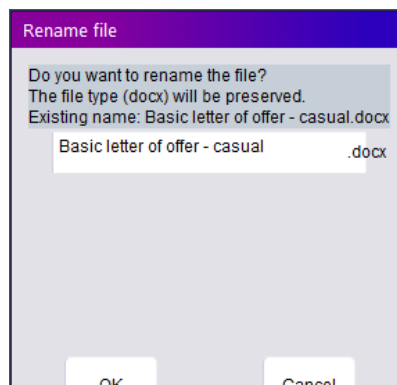 Rename file
Do you want to rename the file?
The file type (docx) will be preserved.
Existing name: Basic letter of offer - casual.docx
Basic letter of offer - casual .docx
OK Cancel